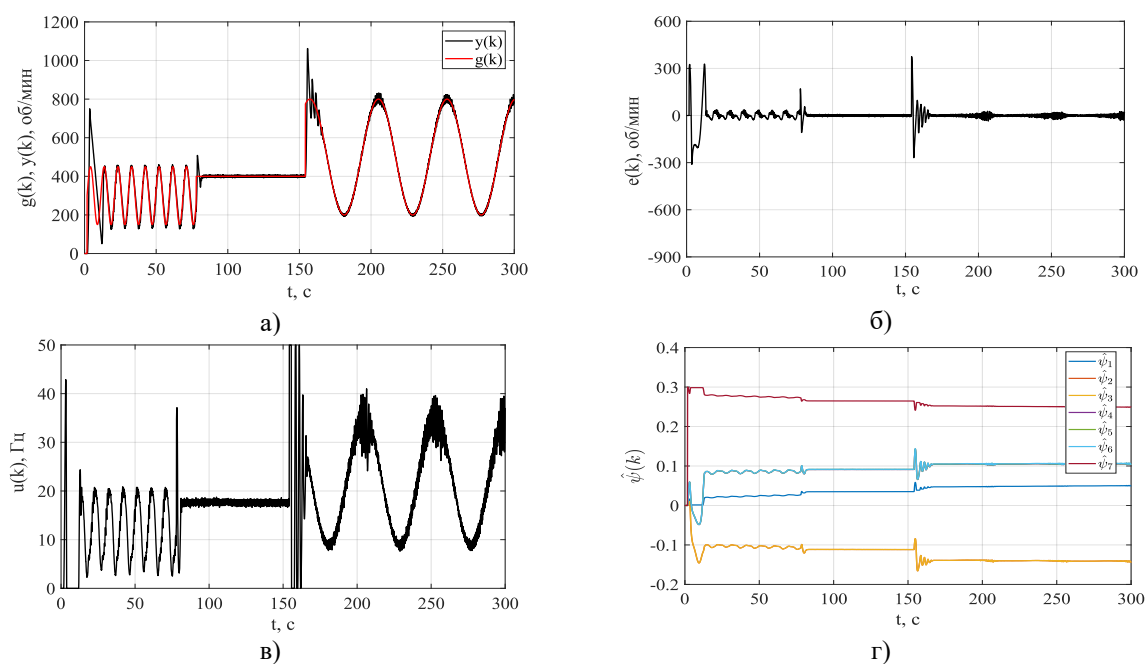 1200
1000
800
600
400
200
0
g(k), y(k), об/мин
y(k)
g(k)
0 50 100 150 200 250 300
t, с
а)
600
300
0
-300
-600
-900
e(k), об/мин
0 50 100 150 200 250 300
t, с
б)
50
40
30
20
10
0
u(k), Гц
0 50 100 150 200 250 300
t, с
в)
0.4
0.3
0.2
0.1
0
-0.1
-0.2
ψ̂(k)
ψ̂₁
ψ̂₂
ψ̂₃
ψ̂₄
ψ̂₅
ψ̂₆
ψ̂₇
0 50 100 150 200 250 300
t, с
г)